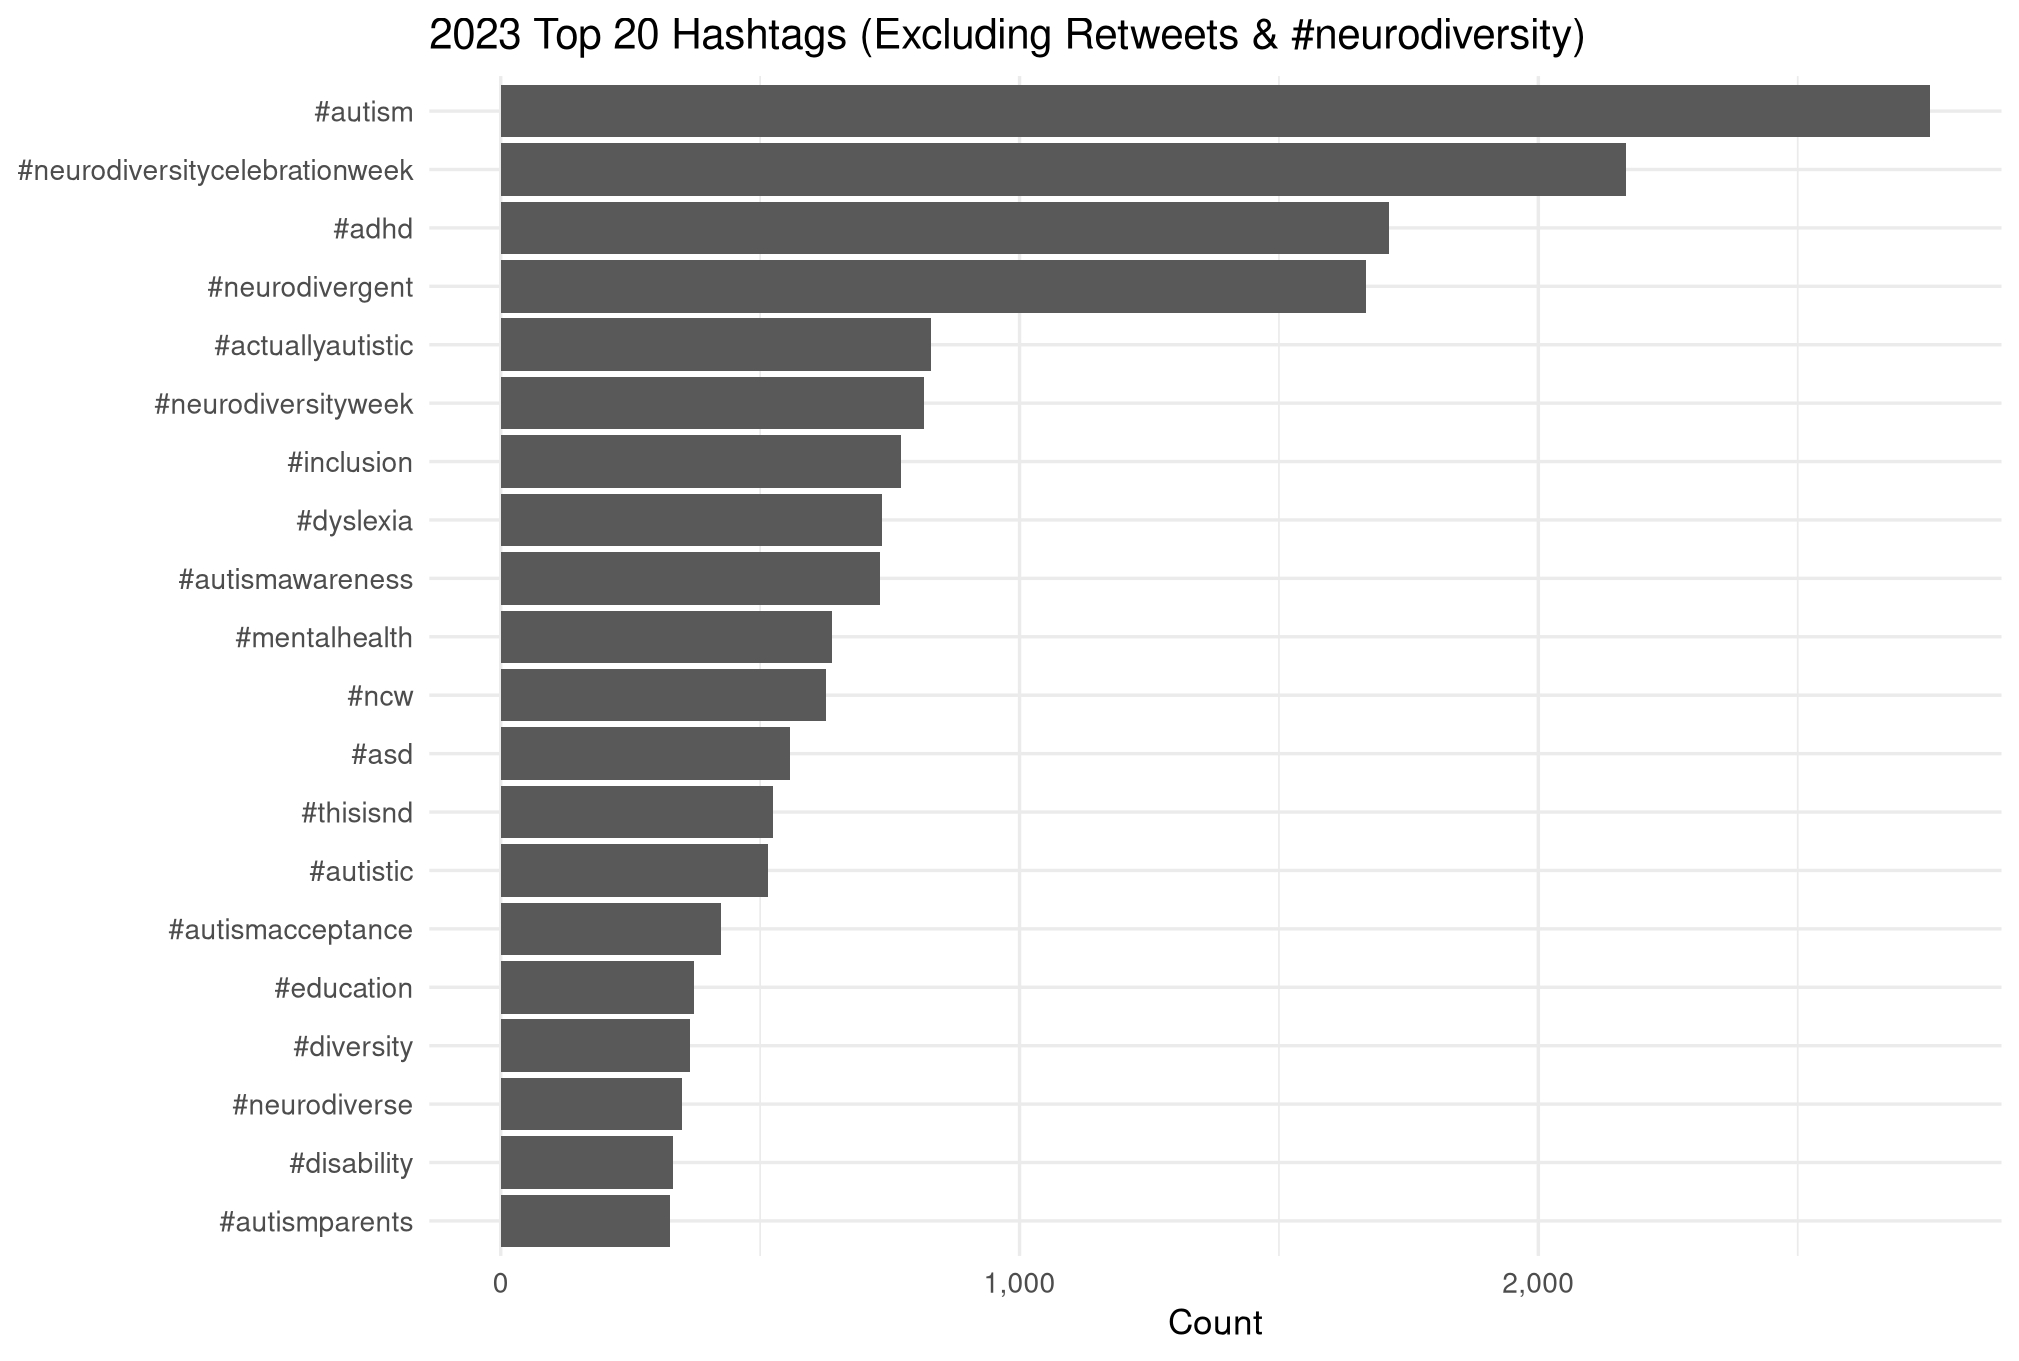 2023 Top 20 Hashtags (Excluding Retweets & #neurodiversity)
#autism
#neurodiversitycelebrationweek
#adhd
#neurodivergent
#actuallyautistic
#neurodiversityweek
#inclusion
#dyslexia
#autismawareness
#mentalhealth
#ncw
#asd
#thisisnd
#autistic
#autismacceptance
#education
#diversity
#neurodiverse
#disability
#autismparents
0 1,000 2,000
Count